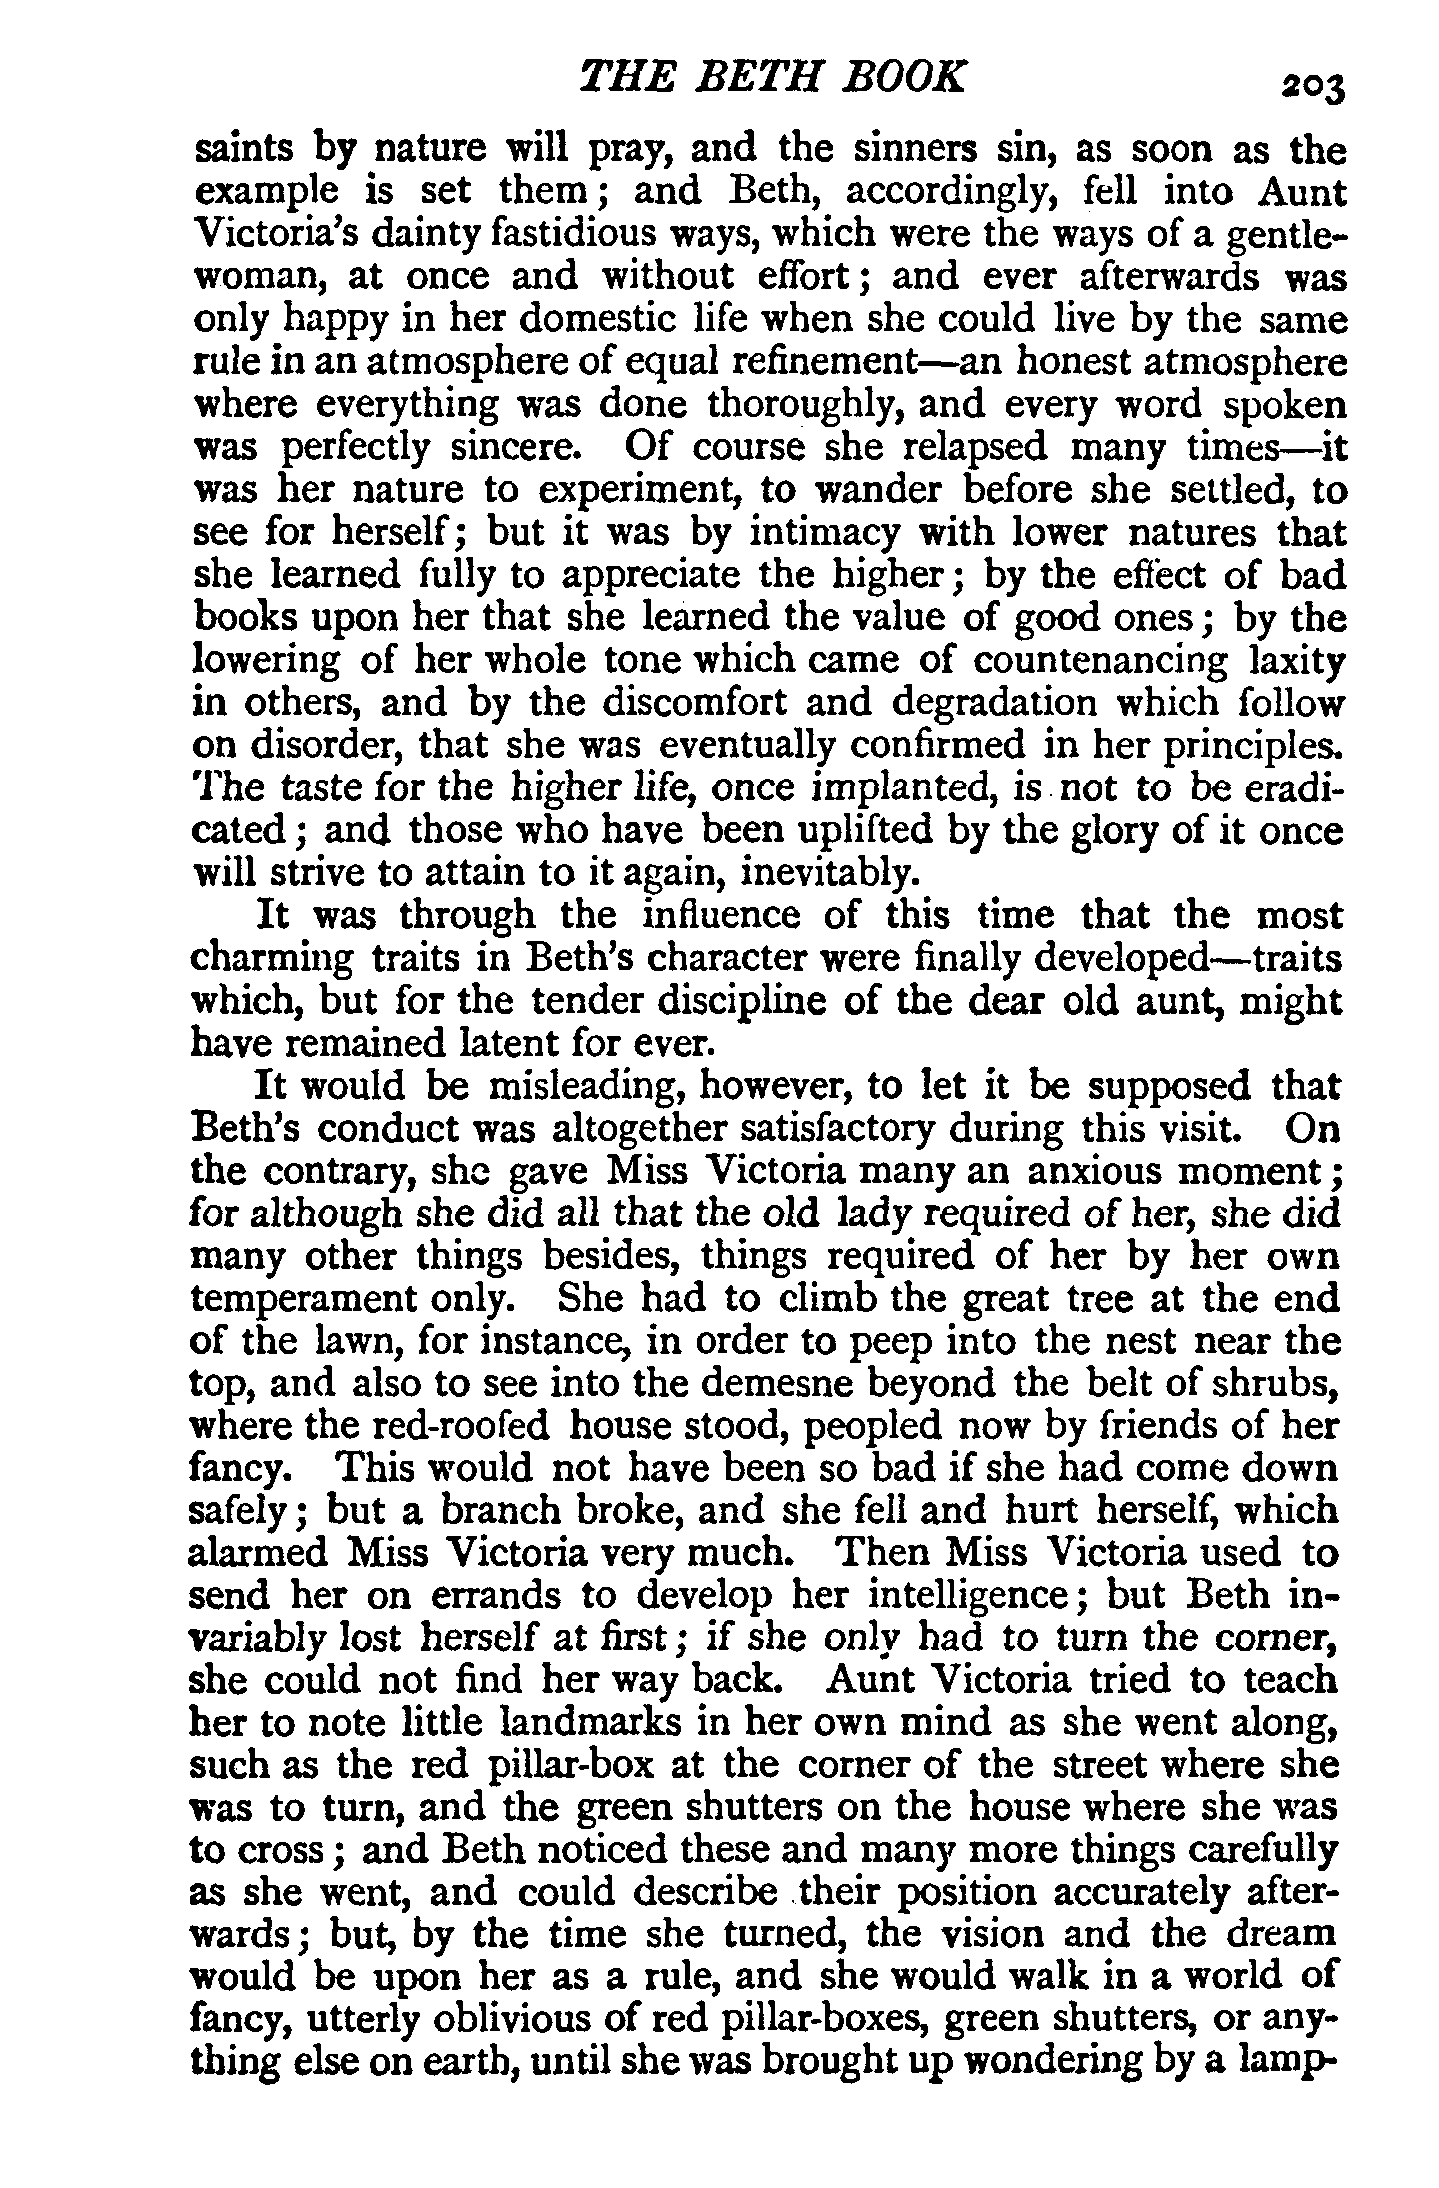 THE BETH BOOK 203
saints by nature will pray, and the sinners sin, as soon as the
example is set them; and Beth, accordingly, fell into Aunt
Victoria's dainty fastidious ways, which were the ways of a gentle-
woman, at once and without effort; and ever afterwards was
only happy in her domestic life when she could live by the same
rule in an atmosphere of equal refinement—an honest atmosphere
where everything was done thoroughly, and every word spoken
was perfectly sincere. Of course she relapsed many times—it
was her nature to experiment, to wander before she settled, to
see for herself; but it was by intimacy with lower natures that
she learned fully to appreciate the higher; by the effect of bad
books upon her that she learned the value of good ones; by the
lowering of her whole tone which came of countenancing laxity
in others, and by the discomfort and degradation which follow
on disorder, that she was eventually confirmed in her principles.
The taste for the higher life, once implanted, is not to be eradi-
cated; and those who have been uplifted by the glory of it once
will strive to attain to it again, inevitably.
It was through the influence of this time that the most
charming traits in Beth's character were finally developed—traits
which, but for the tender discipline of the dear old aunt, might
have remained latent for ever.
It would be misleading, however, to let it be supposed that
Beth's conduct was altogether satisfactory during this visit. On
the contrary, she gave Miss Victoria many an anxious moment;
for although she did all that the old lady required of her, she did
many other things besides, things required of her by her own
temperament only. She had to climb the great tree at the end
of the lawn, for instance, in order to peep into the nest near the
top, and also to see into the demesne beyond the belt of shrubs,
where the red-roofed house stood, peopled now by friends of her
fancy. This would not have been so bad if she had come down
safely; but a branch broke, and she fell and hurt herself, which
alarmed Miss Victoria very much. Then Miss Victoria used to
send her on errands to develop her intelligence; but Beth in-
variably lost herself at first; if she only had to turn the corner,
she could not find her way back. Aunt Victoria tried to teach
her to note little landmarks in her own mind as she went along,
such as the red pillar-box at the corner of the street where she
was to turn, and the green shutters on the house where she was
to cross; and Beth noticed these and many more things carefully
as she went, and could describe their position accurately after-
wards; but, by the time she turned, the vision and the dream
would be upon her as a rule, and she would walk in a world of
fancy, utterly oblivious of red pillar-boxes, green shutters, or any-
thing else on earth, until she was brought up wondering by a lamp-